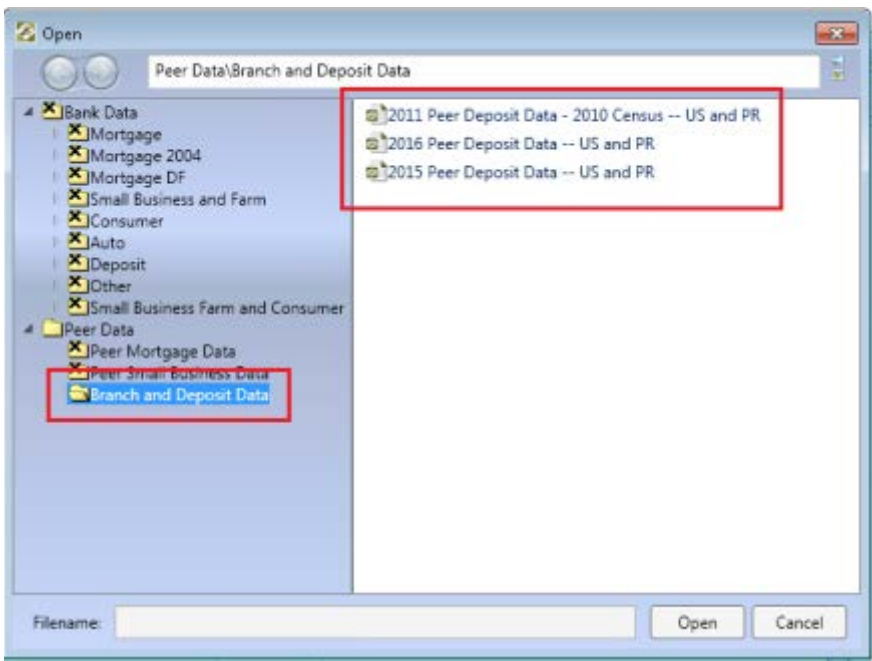 Open
Peer Data\Branch and Deposit Data
Bank Data
Mortgage
Mortgage 2004
Mortgage DF
Small Business and Farm
Consumer
Auto
Deposit
Other
Small Business Farm and Consumer
Peer Data
Peer Mortgage Data
Peer Small Business Data
Branch and Deposit Data
2011 Peer Deposit Data - 2010 Census -- US and PR
2016 Peer Deposit Data -- US and PR
2015 Peer Deposit Data -- US and PR
Filename:
Open
Cancel